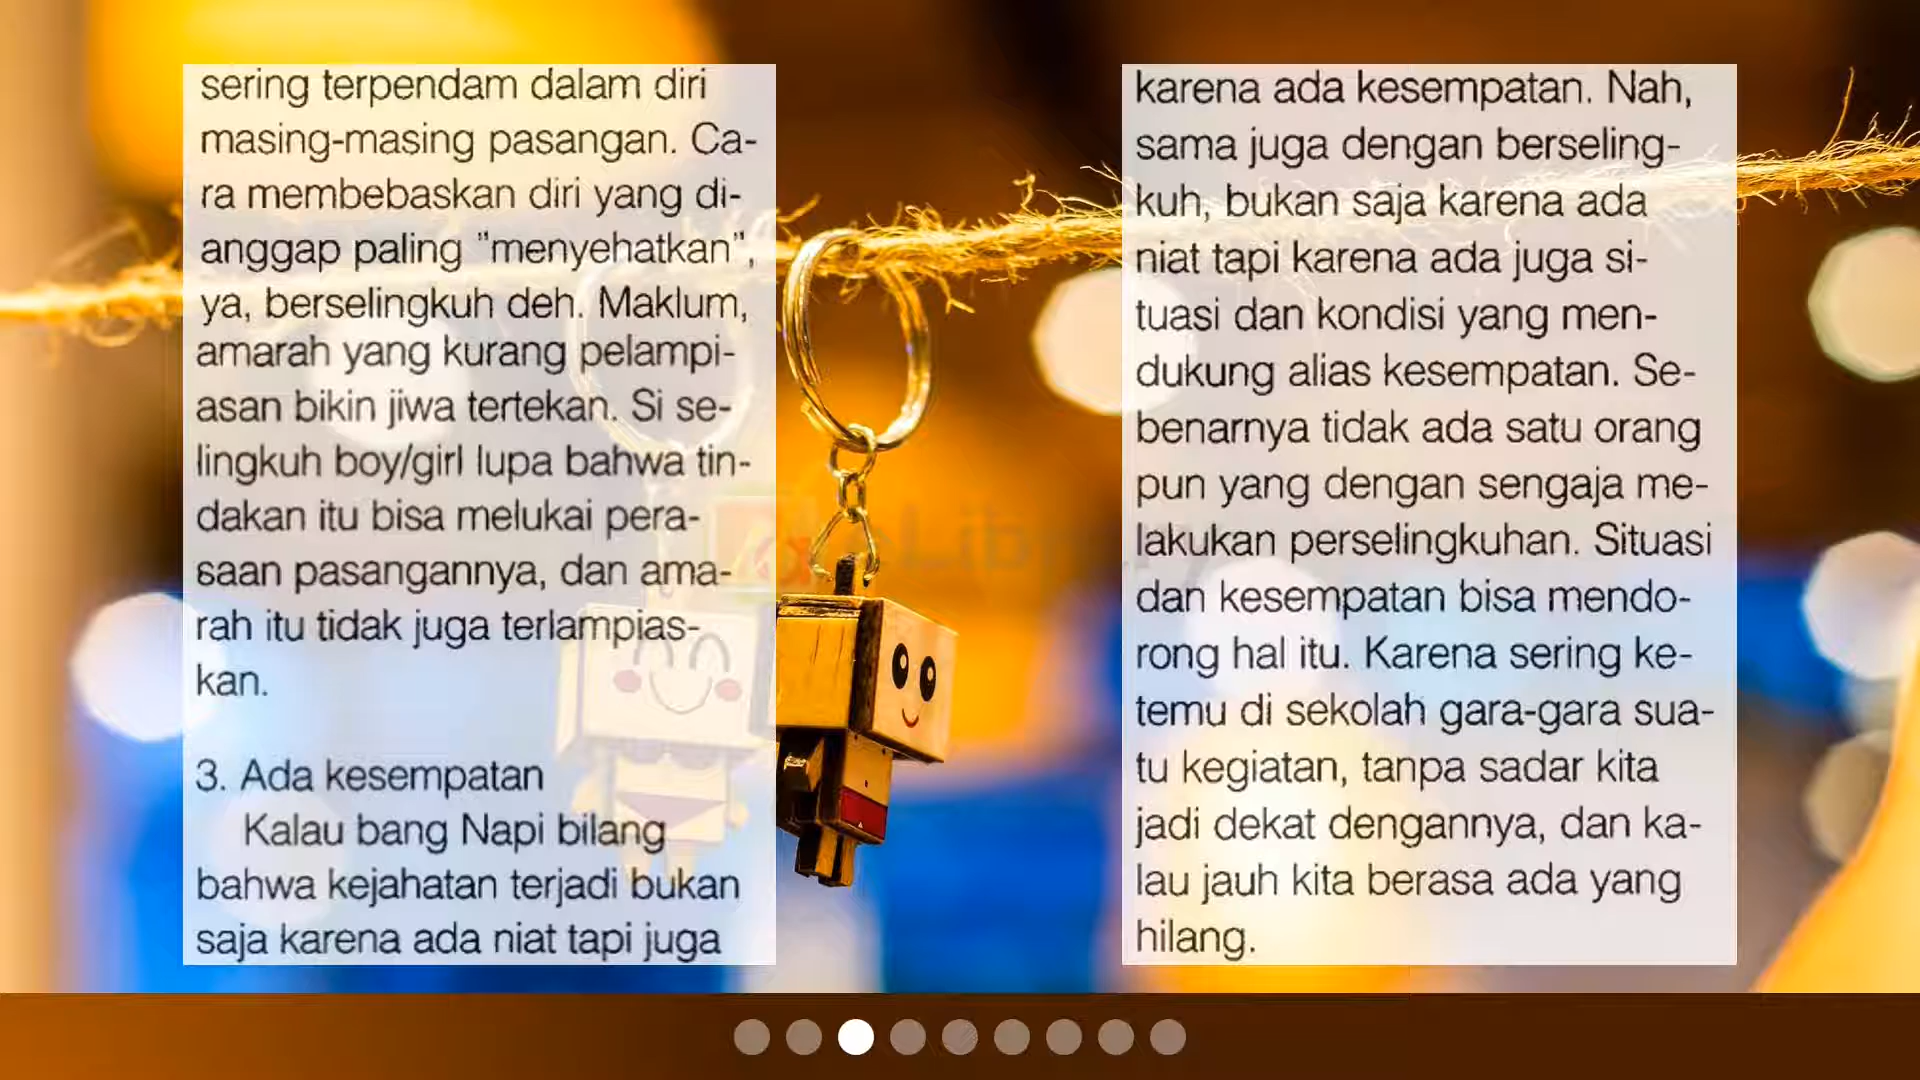 sering terpendam dalam diri
masing-masing pasangan. Ca-
ra membebaskan diri yang di-
anggap paling "menyehatkan",
ya, berselingkuh deh. Maklum,
amarah yang kurang pelampi-
asan bikin jiwa tertekan. Si se-
lingkuh boy/girl lupa bahwa tin-
dakan itu bisa melukai pera-
saan pasangannya, dan ama-
rah itu tidak juga terlampias-
kan.
3. Ada kesempatan
Kalau bang Napi bilang
bahwa kejahatan terjadi bukan
saja karena ada niat tapi juga
karena ada kesempatan. Nah,
sama juga dengan berseling-
kuh, bukan saja karena ada
niat tapi karena ada juga si-
tuasi dan kondisi yang men-
dukung alias kesempatan. Se-
benarnya tidak ada satu orang
pun yang dengan sengaja me-
lakukan perselingkuhan. Situasi
dan kesempatan bisa mendo-
rong hal itu. Karena sering ke-
temu di sekolah gara-gara sua-
tu kegiatan, tanpa sadar kita
jadi dekat dengannya, dan ka-
lau jauh kita berasa ada yang
hilang.